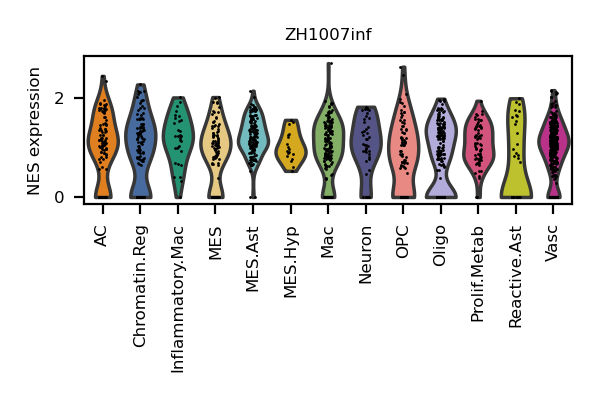 ZH1007inf
NES expression
2
0
AC
Chromatin.Reg
Inflammatory.Mac
MES
MES.Ast
MES.Hyp
Mac
Neuron
OPC
Oligo
Prolif.Metab
Reactive.Ast
Vasc